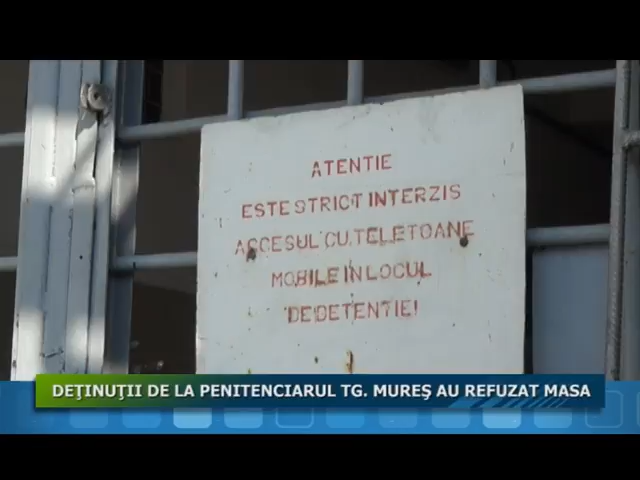 ATENTIE
ESTE STRICT INTERZIS
ACCESUL CU TELETOANE
MOBILE IN LOCUL
DE DETENTIE!
DEŢINUŢII DE LA PENITENCIARUL TG. MUREŞ AU REFUZAT MASA